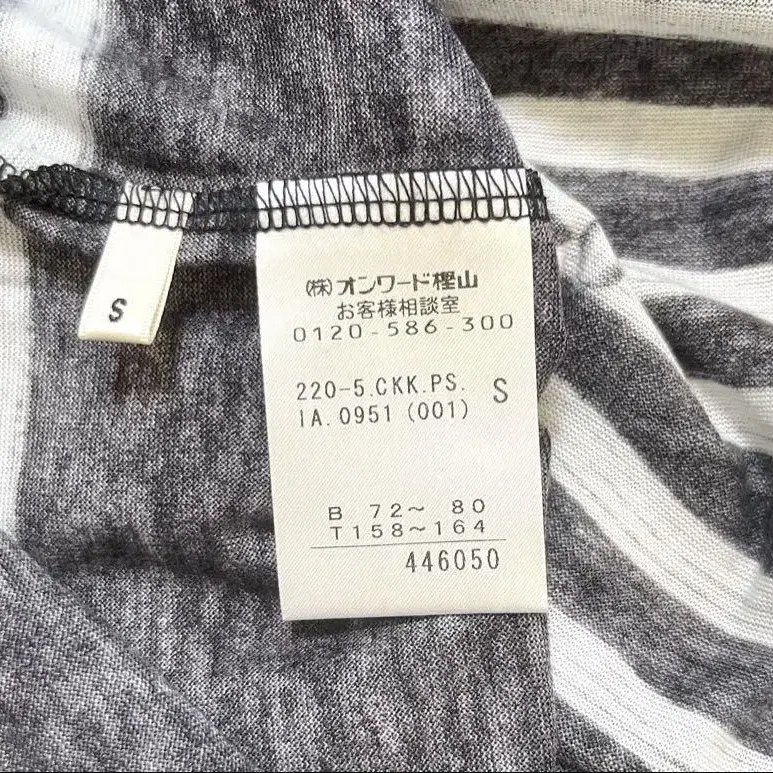 S
(株)オンワード樫山
お客様相談室
0120-586-300
220-5.CKK.PS. S
IA.0951 (001)
B 72〜 80
T158〜164
446050